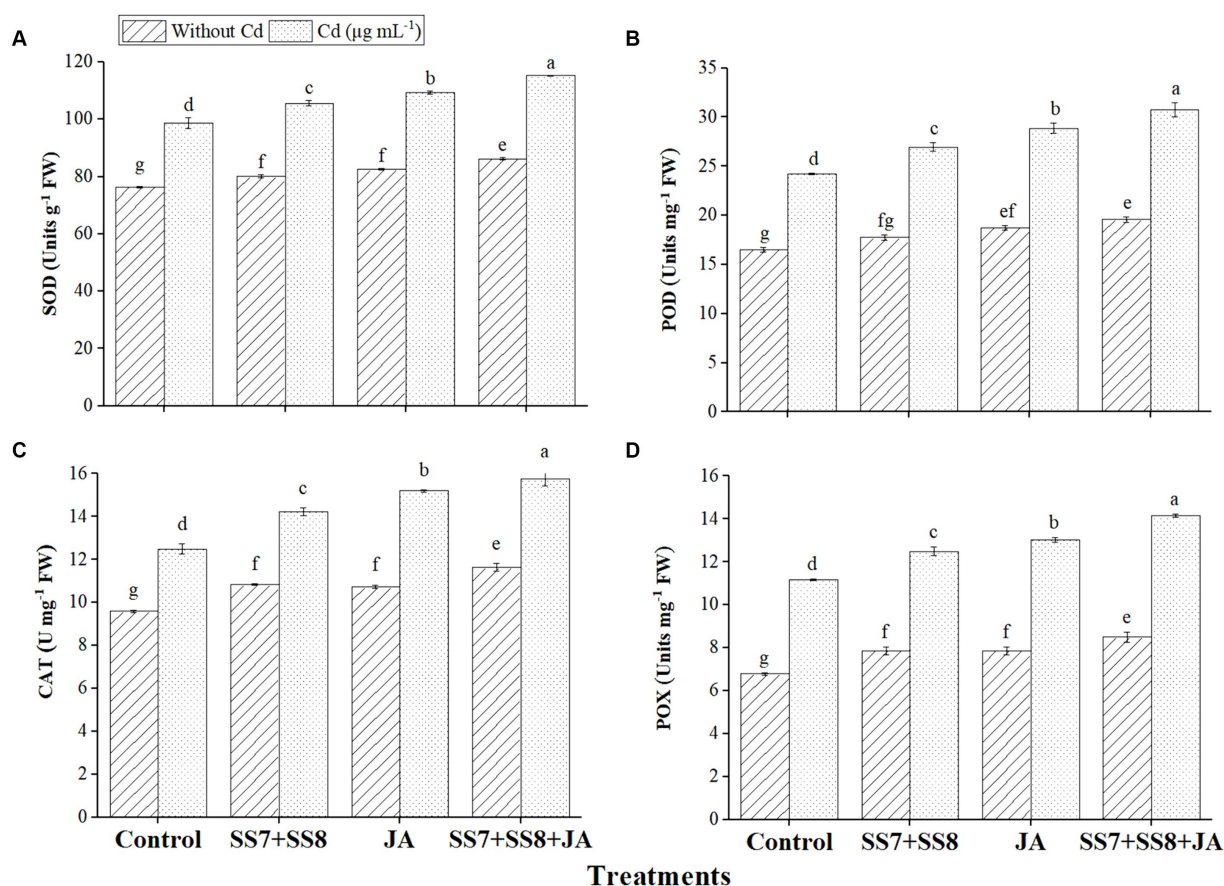 Without Cd Cd (µg mL⁻¹)
A
SOD (Units g⁻¹ FW)
120
100
80
60
40
20
0
g d f c f b e a
B
POD (Units mg⁻¹ FW)
35
30
25
20
15
10
5
0
g d fg c ef b e a
C
CAT (U mg⁻¹ FW)
16
14
12
10
8
6
4
2
0
g d f c f b e a
Control SS7+SS8 JA SS7+SS8+JA
D
POX (Units mg⁻¹ FW)
16
14
12
10
8
6
4
2
0
g d f c f b e a
Control SS7+SS8 JA SS7+SS8+JA
Treatments